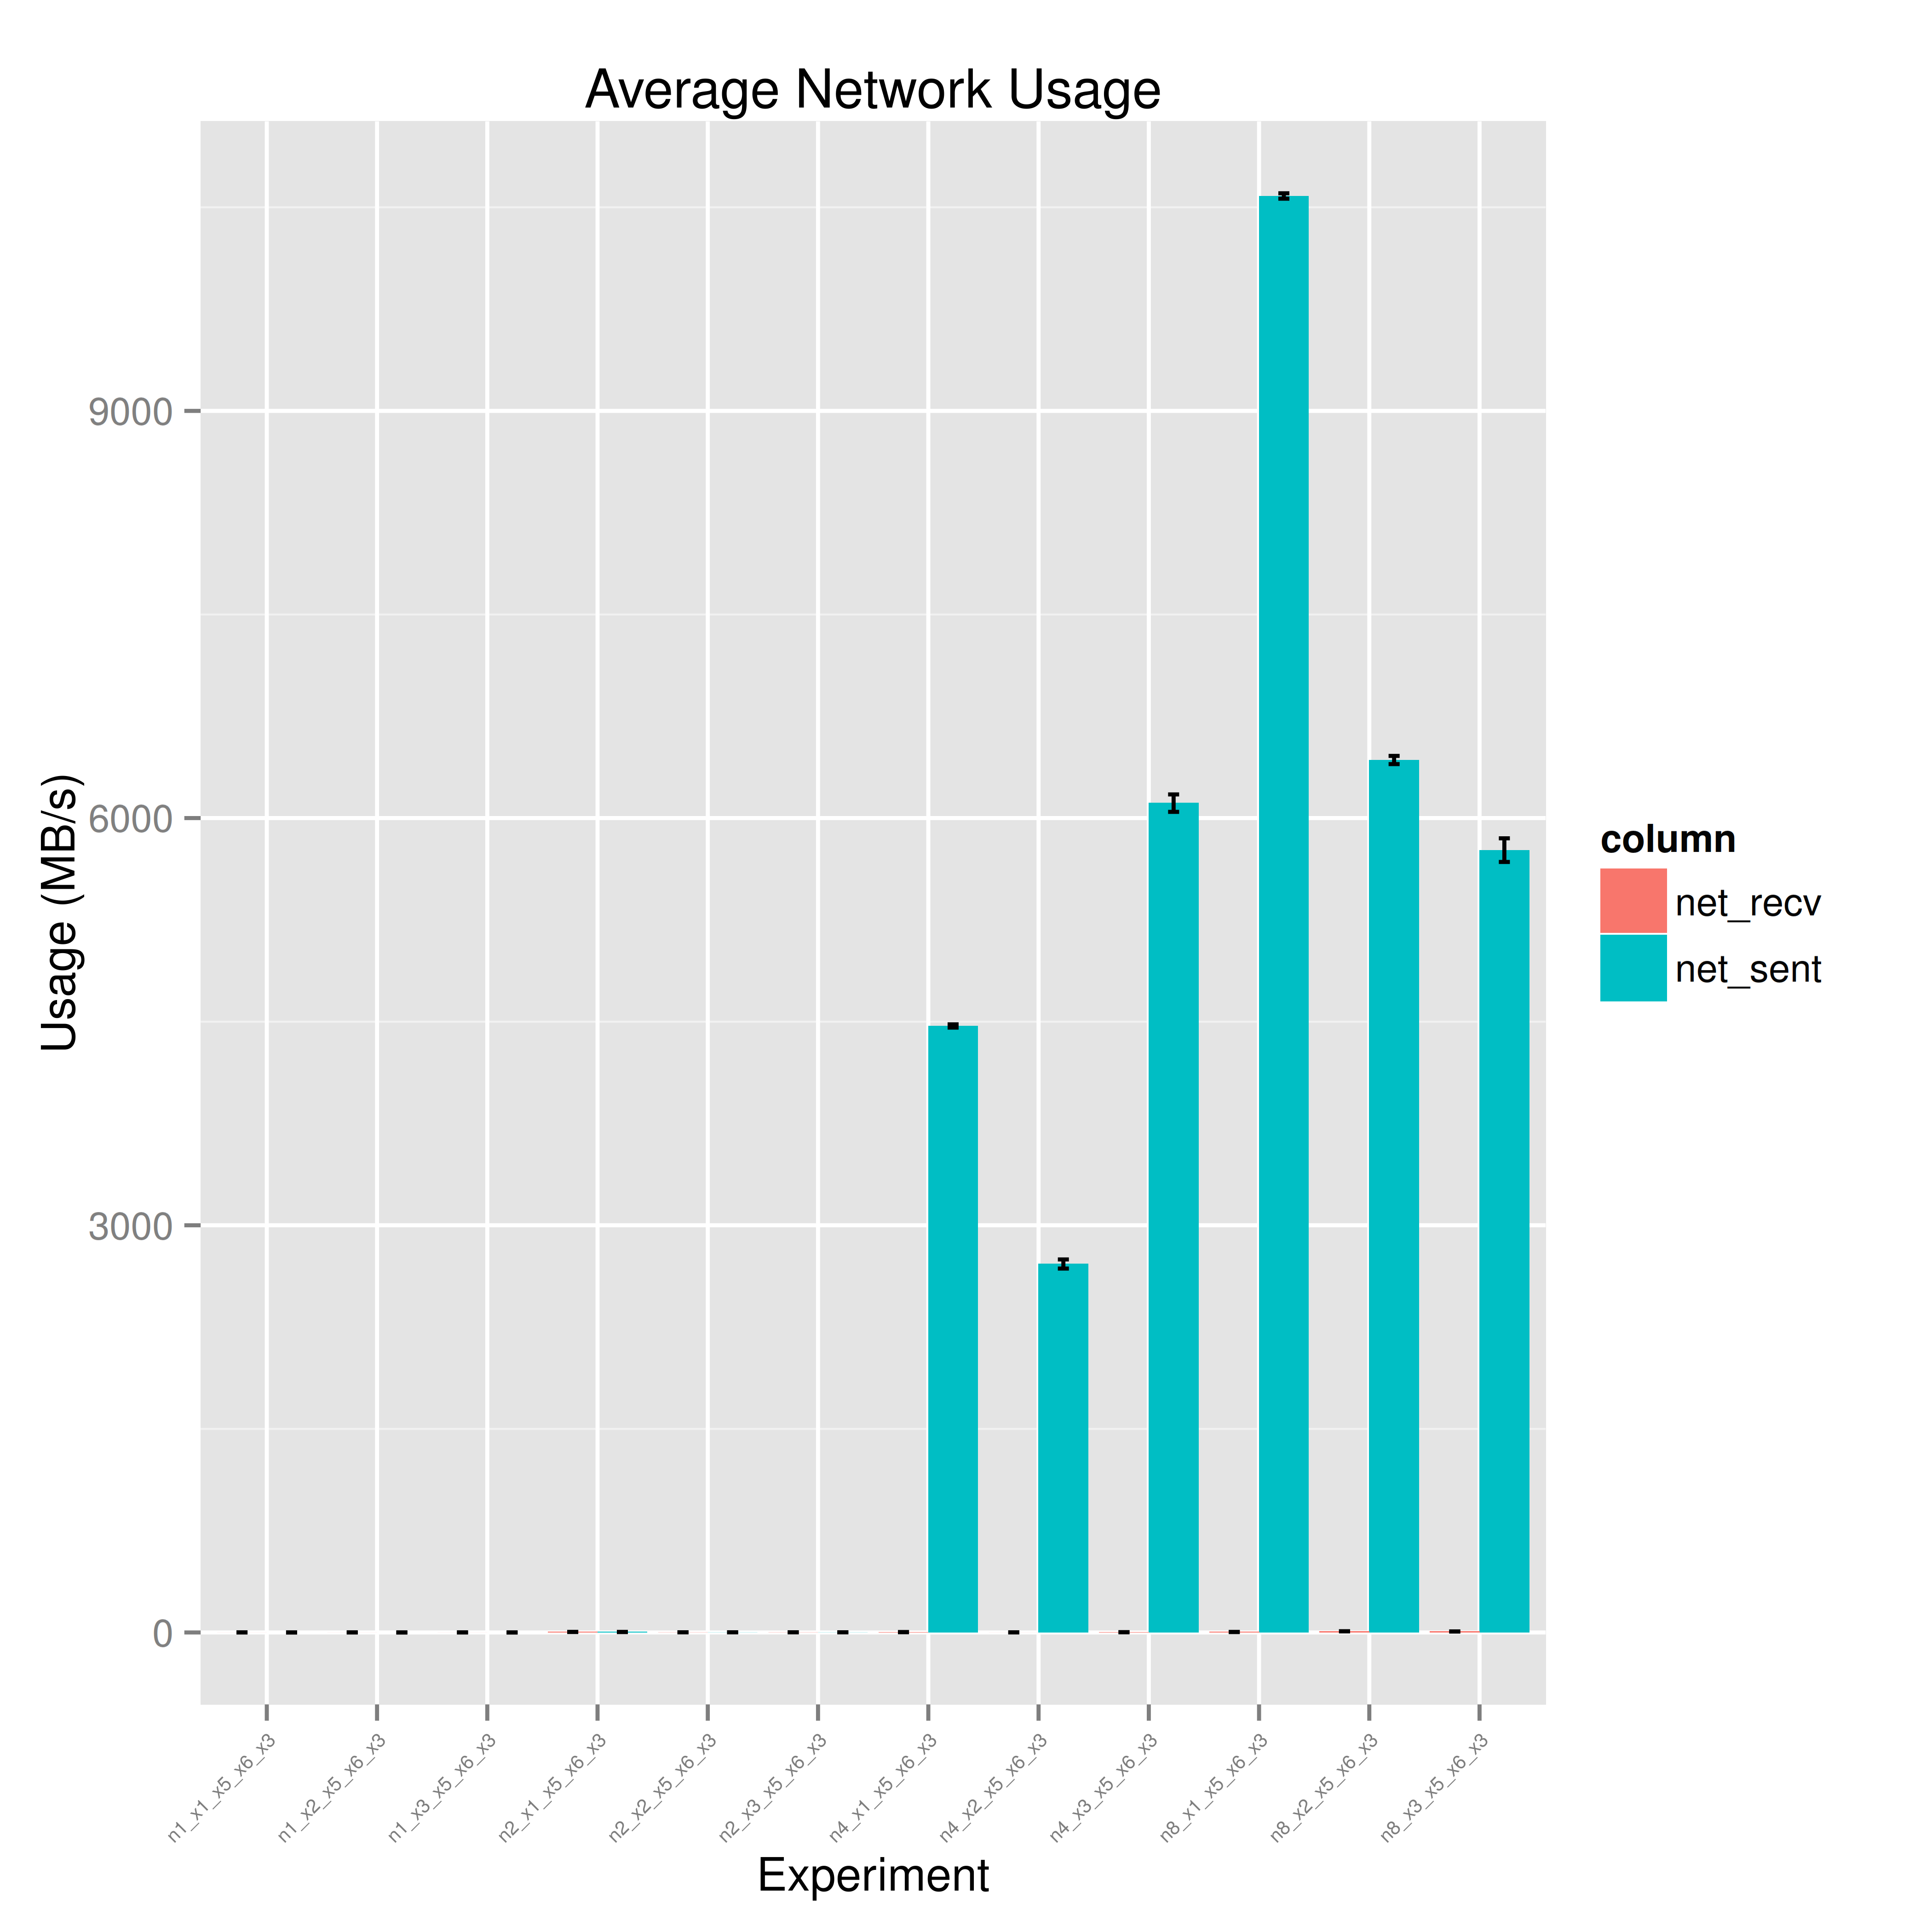 Average Network Usage
Usage (MB/s)
9000
6000
3000
0
n1_x1_x5_x6_x3
n1_x2_x5_x6_x3
n1_x3_x5_x6_x3
n2_x1_x5_x6_x3
n2_x2_x5_x6_x3
n2_x3_x5_x6_x3
n4_x1_x5_x6_x3
n4_x2_x5_x6_x3
n4_x3_x5_x6_x3
n8_x1_x5_x6_x3
n8_x2_x5_x6_x3
n8_x3_x5_x6_x3
Experiment
column
net_recv
net_sent